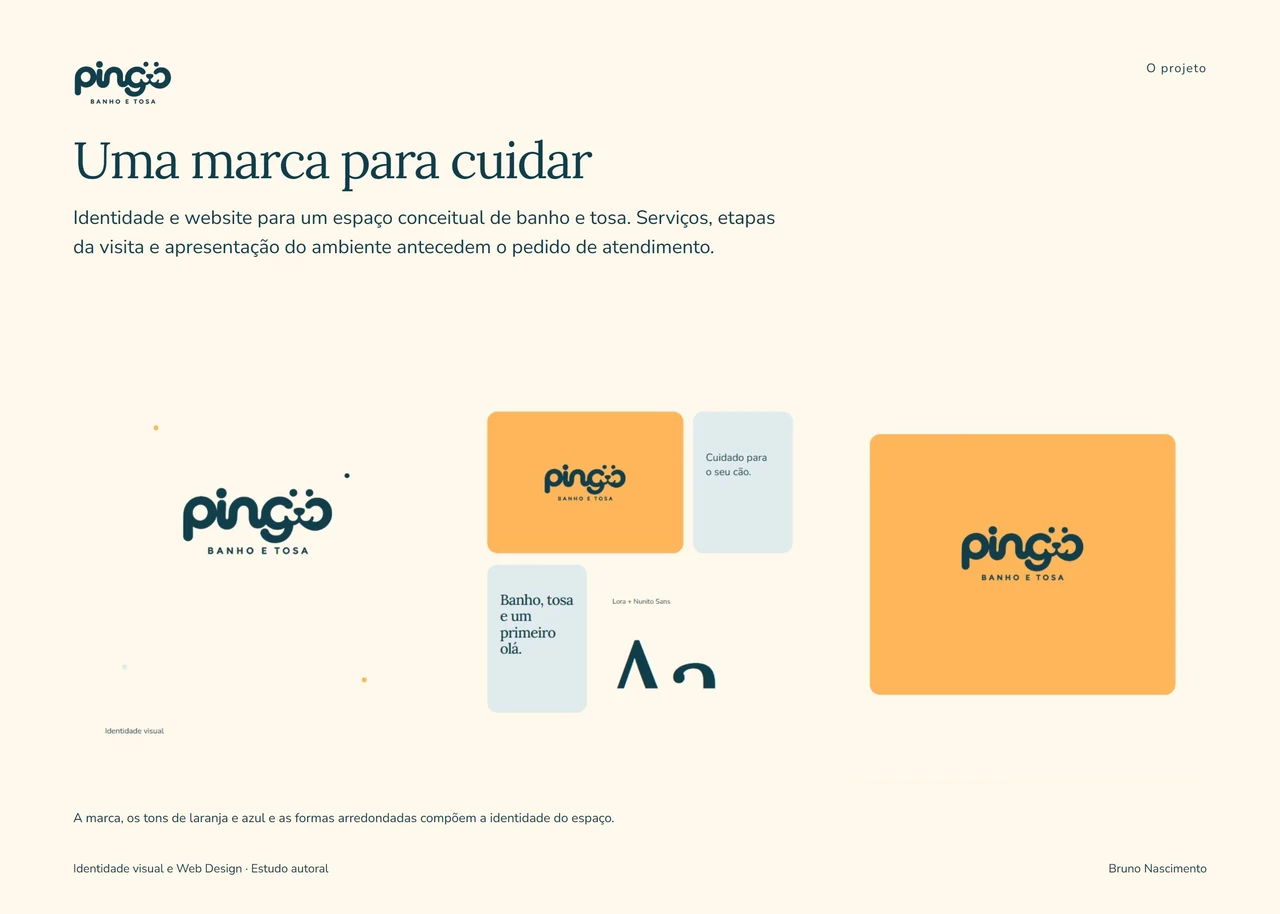 pingo
BANHO E TOSA
O projeto
Uma marca para cuidar
Identidade e website para um espaço conceitual de banho e tosa. Serviços, etapas
da visita e apresentação do ambiente antecedem o pedido de atendimento.
pingo
BANHO E TOSA
Identidade visual
pingo
BANHO E TOSA
Cuidado para
o seu cão.
Banho, tosa
e um
primeiro
olá.
Lora + Nunito Sans
Aa
pingo
BANHO E TOSA
A marca, os tons de laranja e azul e as formas arredondadas compõem a identidade do espaço.
Identidade visual e Web Design · Estudo autoral
Bruno Nascimento